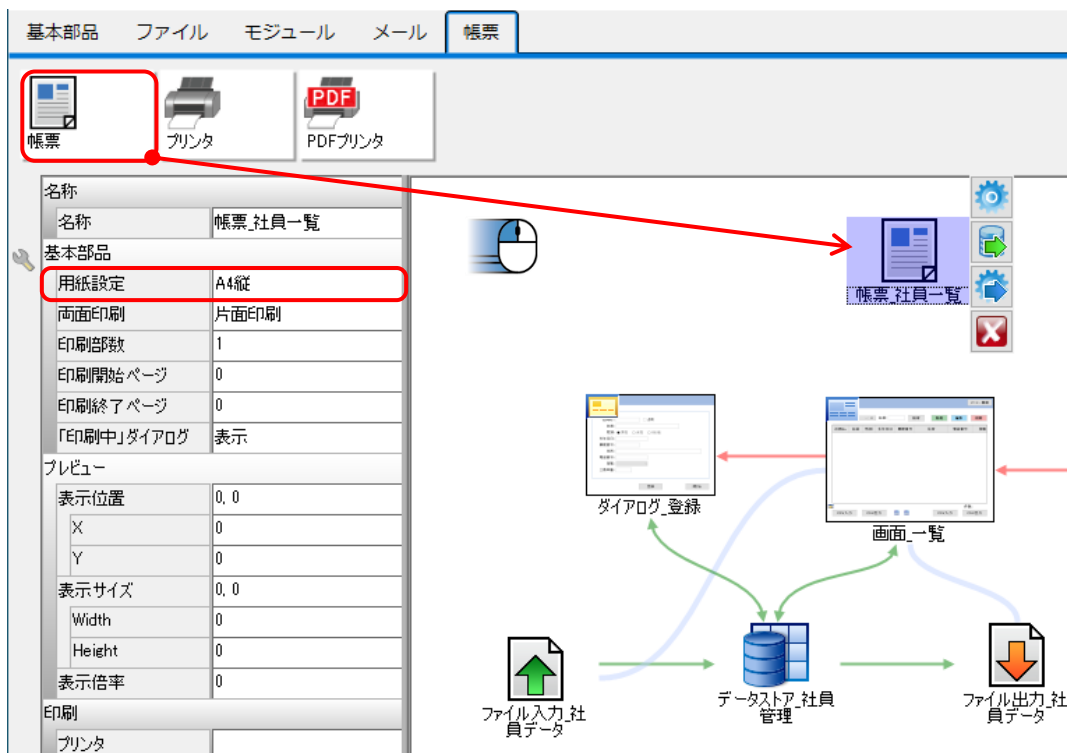 基本部品 ファイル モジュール メール 帳票
帳票 プリンタ PDF PDFプリンタ
名称
名称 帳票_社員一覧
基本部品
用紙設定 A4縦
両面印刷 片面印刷
印刷部数 1
印刷開始ページ 0
印刷終了ページ 0
「印刷中」ダイアログ 表示
プレビュー
表示位置 0, 0
X 0
Y 0
表示サイズ 0, 0
Width 0
Height 0
表示倍率 0
印刷
プリンタ
帳票_社員一覧
ダイアログ_登録
画面_一覧
ファイル入力_社
員データ
データストア_社員
管理
ファイル出力_社
員データ